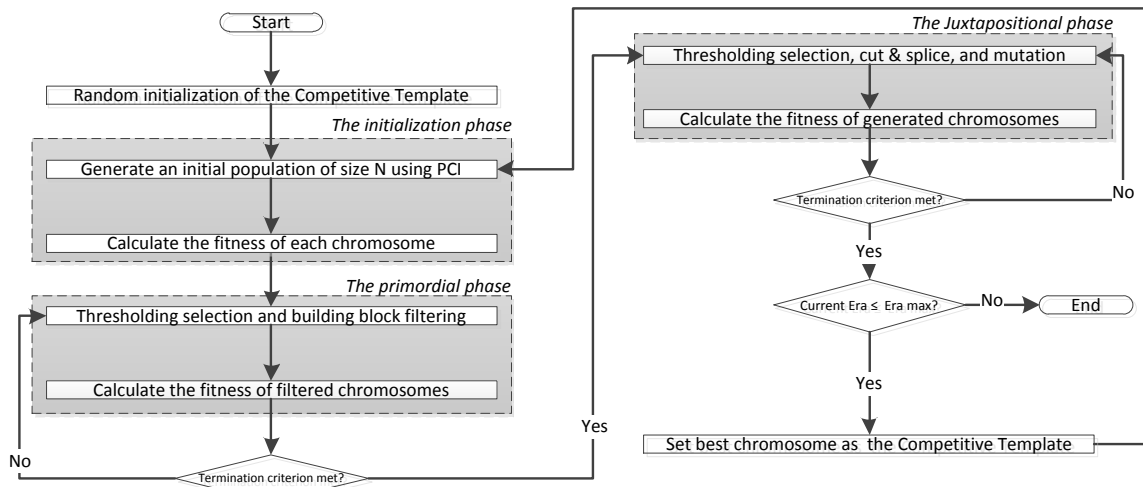 Start
Random initialization of the Competitive Template
The initialization phase
Generate an initial population of size N using PCI
Calculate the fitness of each chromosome
The primordial phase
Thresholding selection and building block filtering
Calculate the fitness of filtered chromosomes
No
Termination criterion met?
Yes
The Juxtapositional phase
Thresholding selection, cut & splice, and mutation
Calculate the fitness of generated chromosomes
Termination criterion met?
No
Yes
Current Era ≤ Era max?
No
End
Yes
Set best chromosome as the Competitive Template